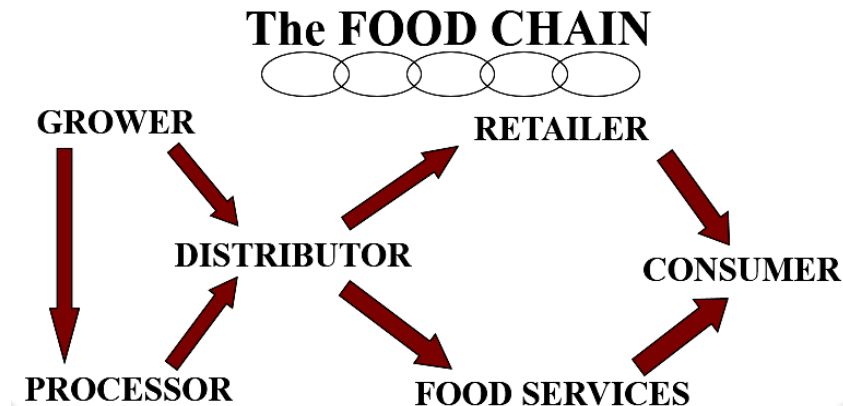 The FOOD CHAIN
GROWER
RETAILER
DISTRIBUTOR
CONSUMER
PROCESSOR
FOOD SERVICES